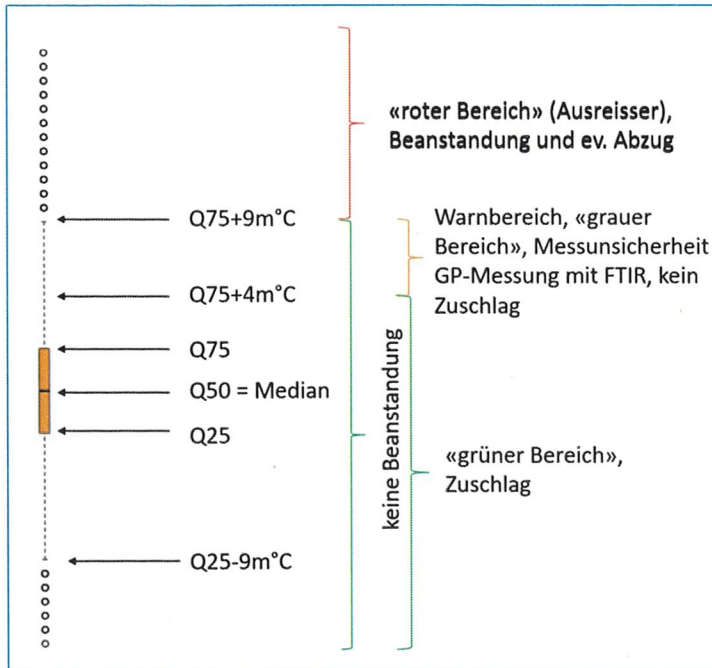 «roter Bereich» (Ausreisser),
Beanstandung und ev. Abzug
Q75+9m°C
Warnbereich, «grauer
Bereich», Messunsicherheit
GP-Messung mit FTIR, kein
Zuschlag
Q75+4m°C
Q75
Q50 = Median
Q25
keine Beanstandung
«grüner Bereich»,
Zuschlag
Q25-9m°C